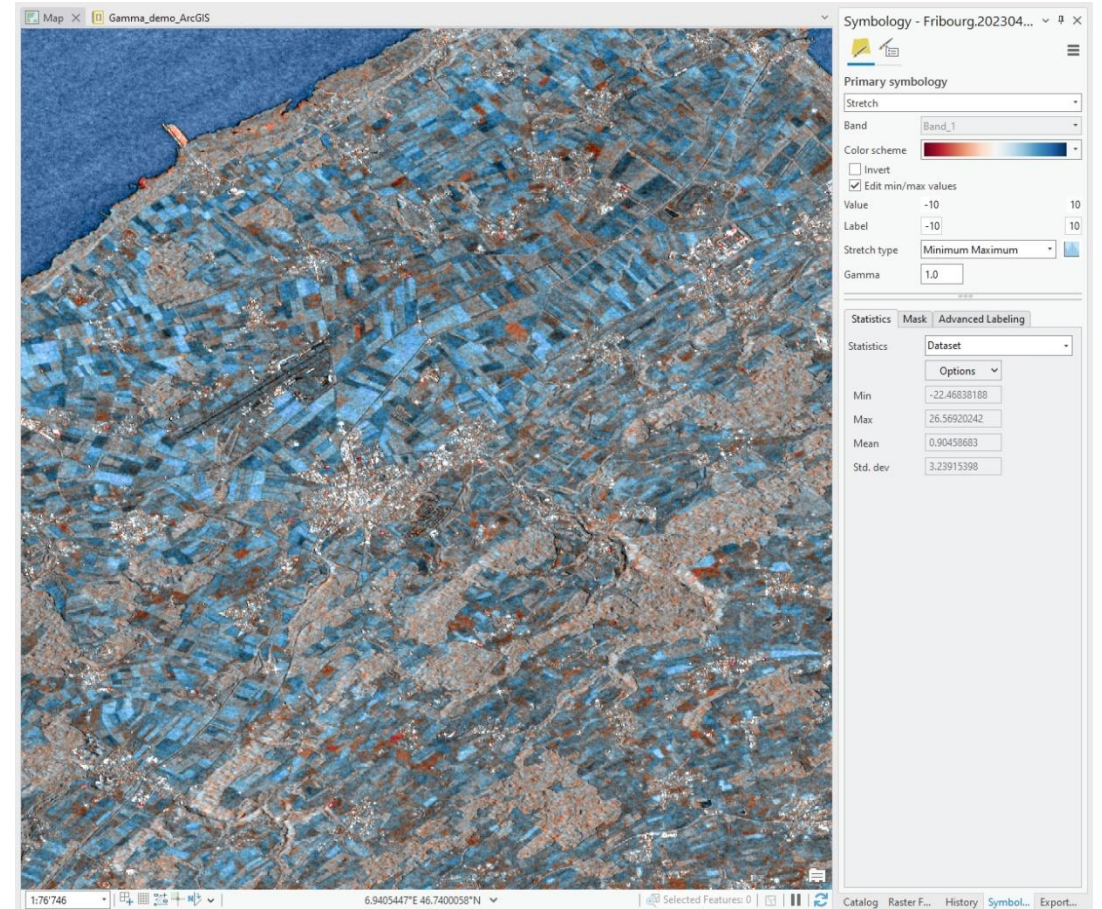 Map
Gamma_demo_ArcGIS
Symbology - Fribourg.202304...
Primary symbology
Stretch
Band Band_1
Color scheme
Invert
Edit min/max values
Value -10 10
Label -10 10
Stretch type Minimum Maximum
Gamma 1.0
Statistics Mask Advanced Labeling
Statistics Dataset
Options
Min -22.46838188
Max 26.56920242
Mean 0.90458683
Std. dev 3.23915398
1:76'746 6.9405447°E 46.7400058°N Selected Features: 0
Catalog Raster F... History Symbol... Export...